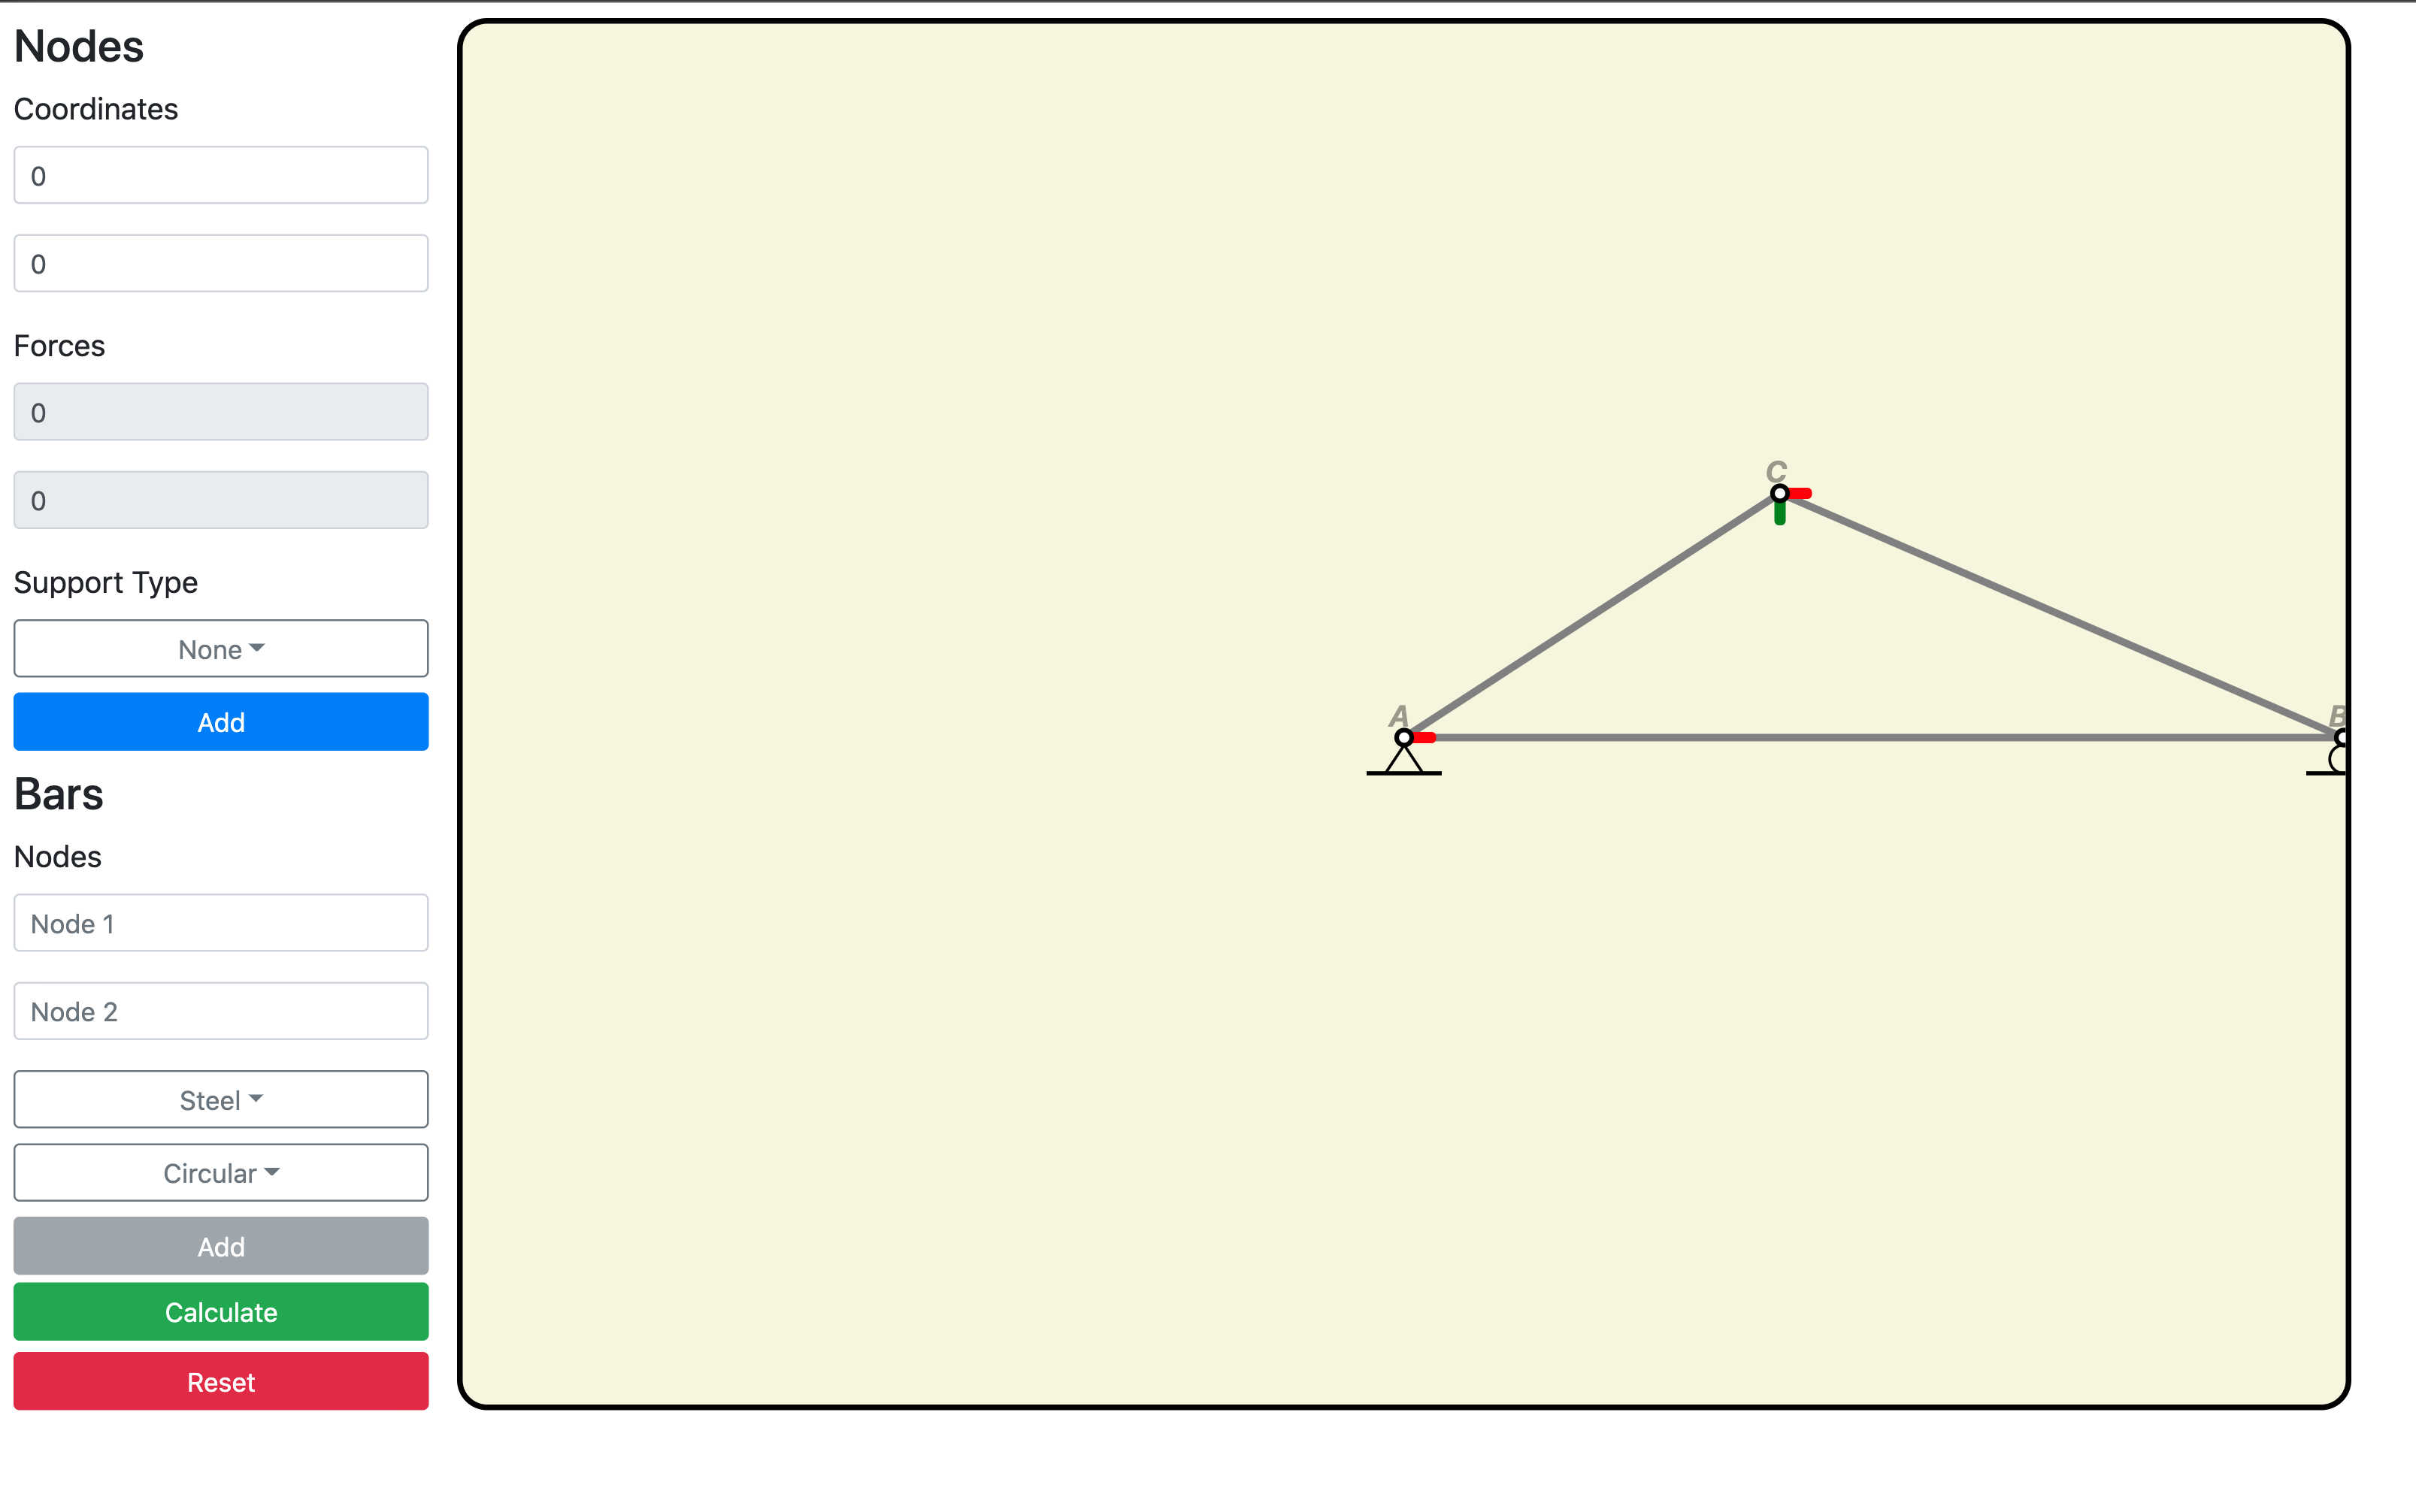 Nodes
Coordinates
0
0
Forces
0
0
Support Type
None
Add
Bars
Nodes
Node 1
Node 2
Steel
Circular
Add
Calculate
Reset
C
A
B